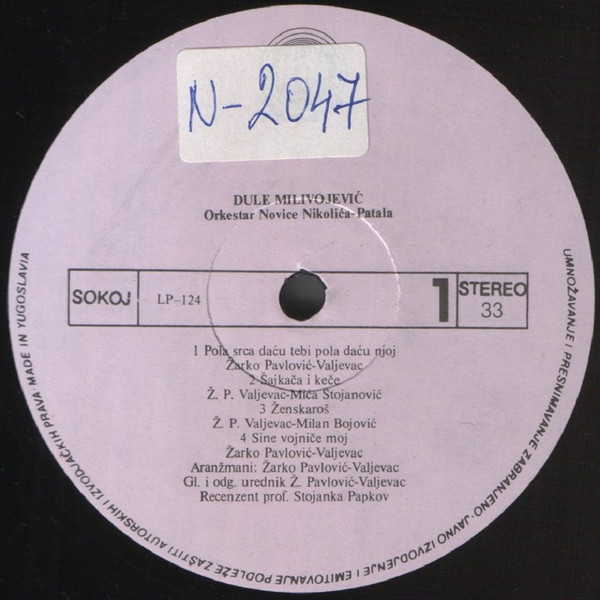 N-2047
DULE MILIVOJEVIĆ
Orkestar Novice Nikolića-Patala
SOKOJ
LP-124
1
STEREO
33
1 Pola srca daću tebi pola daću njoj
Žarko Pavlović-Valjevac
2 Šajkača i keče
Ž. P. Valjevac-Mića Stojanović
3 Ženskaroš
Ž. P. Valjevac-Milan Bojović
4 Sine vojniče moj
Žarko Pavlović-Valjevac
Aranžmani: Žarko Pavlović-Valjevac
Gl. i odg. urednik Ž. Pavlović-Valjevac
Recenzent prof. Stojanka Papkov
UMNOŽAVANJE I PRESNIMAVANJE ZABRANJENO·JAVNO IZVODJENJE I EMITOVANJE PODLEŽE ZAŠTITI AUTORSKIH I IZVODJAČKIH PRAVA·MADE IN YUGOSLAVIA